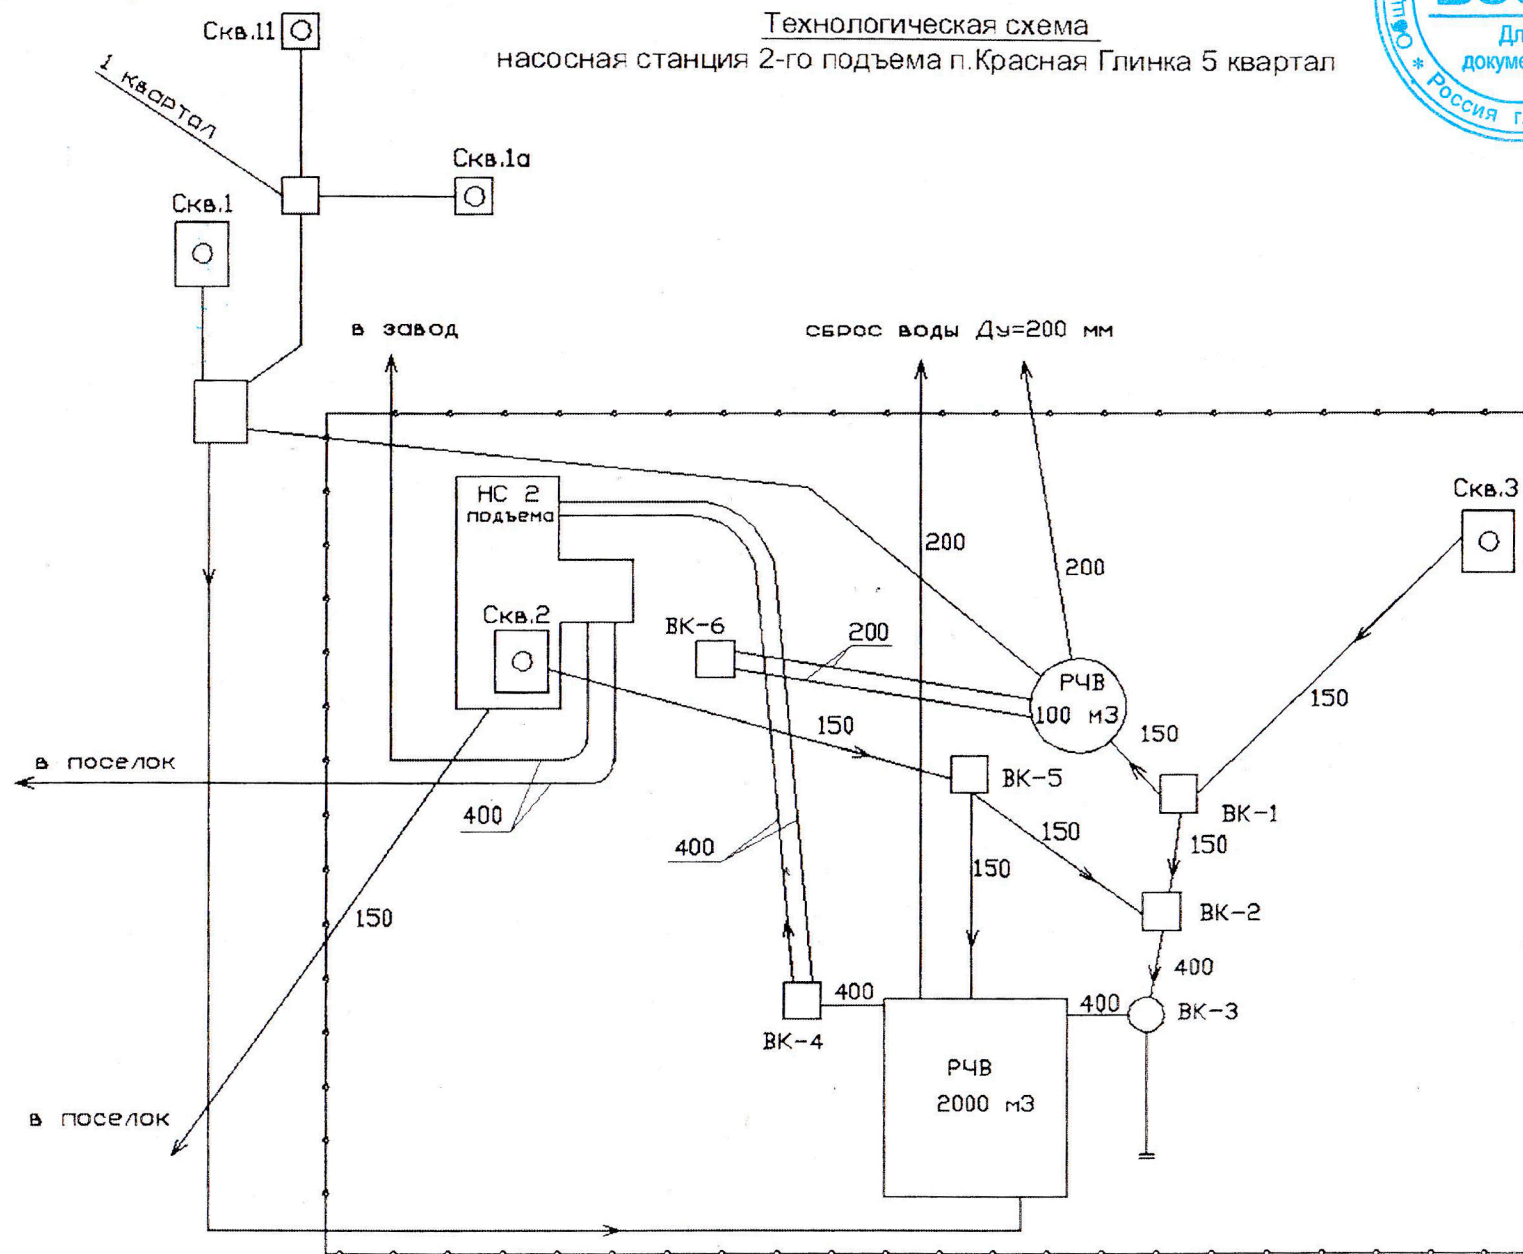 Технологическая схема
насосная станция 2-го подъема п.Красная Глинка 5 квартал
Для
докуме
* Россия г.
Скв.11
1 квартал
Скв.1а
Скв.1
в завод
сброс воды Ду=200 мм
НС 2
подъема
Скв.3
200
200
Скв.2
ВК-6
200
РЧВ
100 м3
150
150
150
в поселок
ВК-5
ВК-1
400
400
150
150
150
150
ВК-2
400
400
400
ВК-3
ВК-4
РЧВ
2000 м3
в поселок